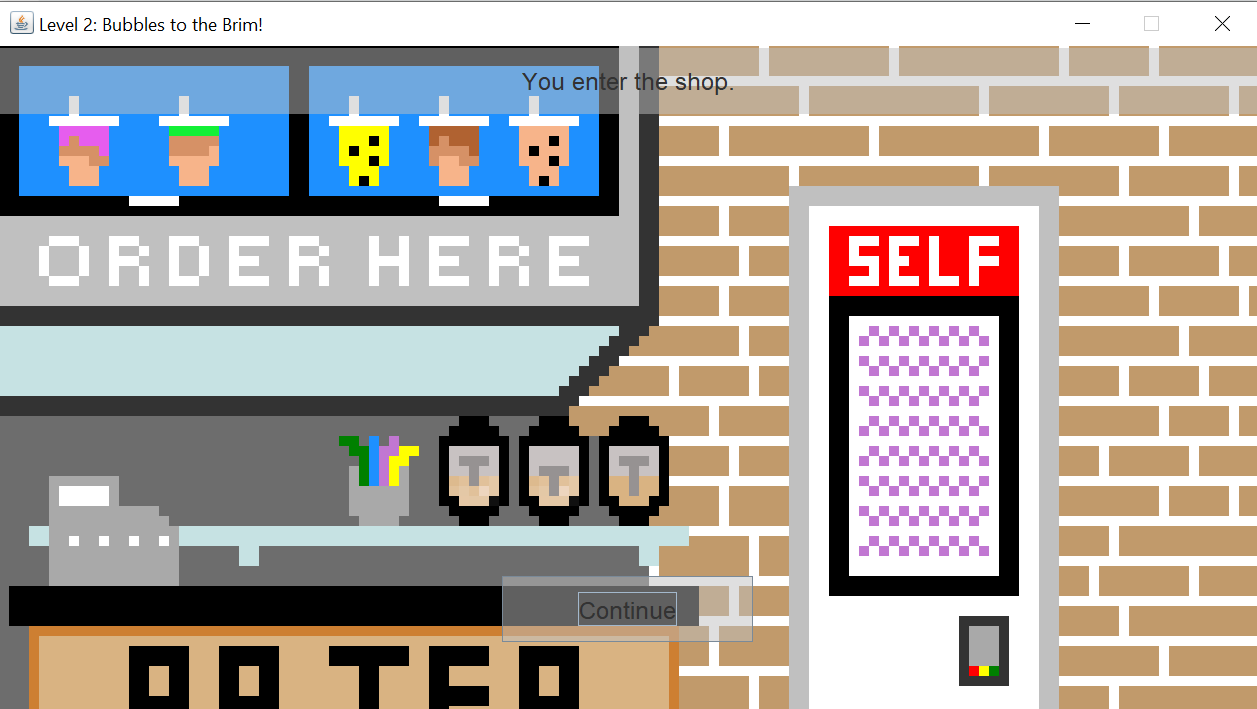 Level 2: Bubbles to the Brim!
You enter the shop.
ORDER HERE
SELF
Continue